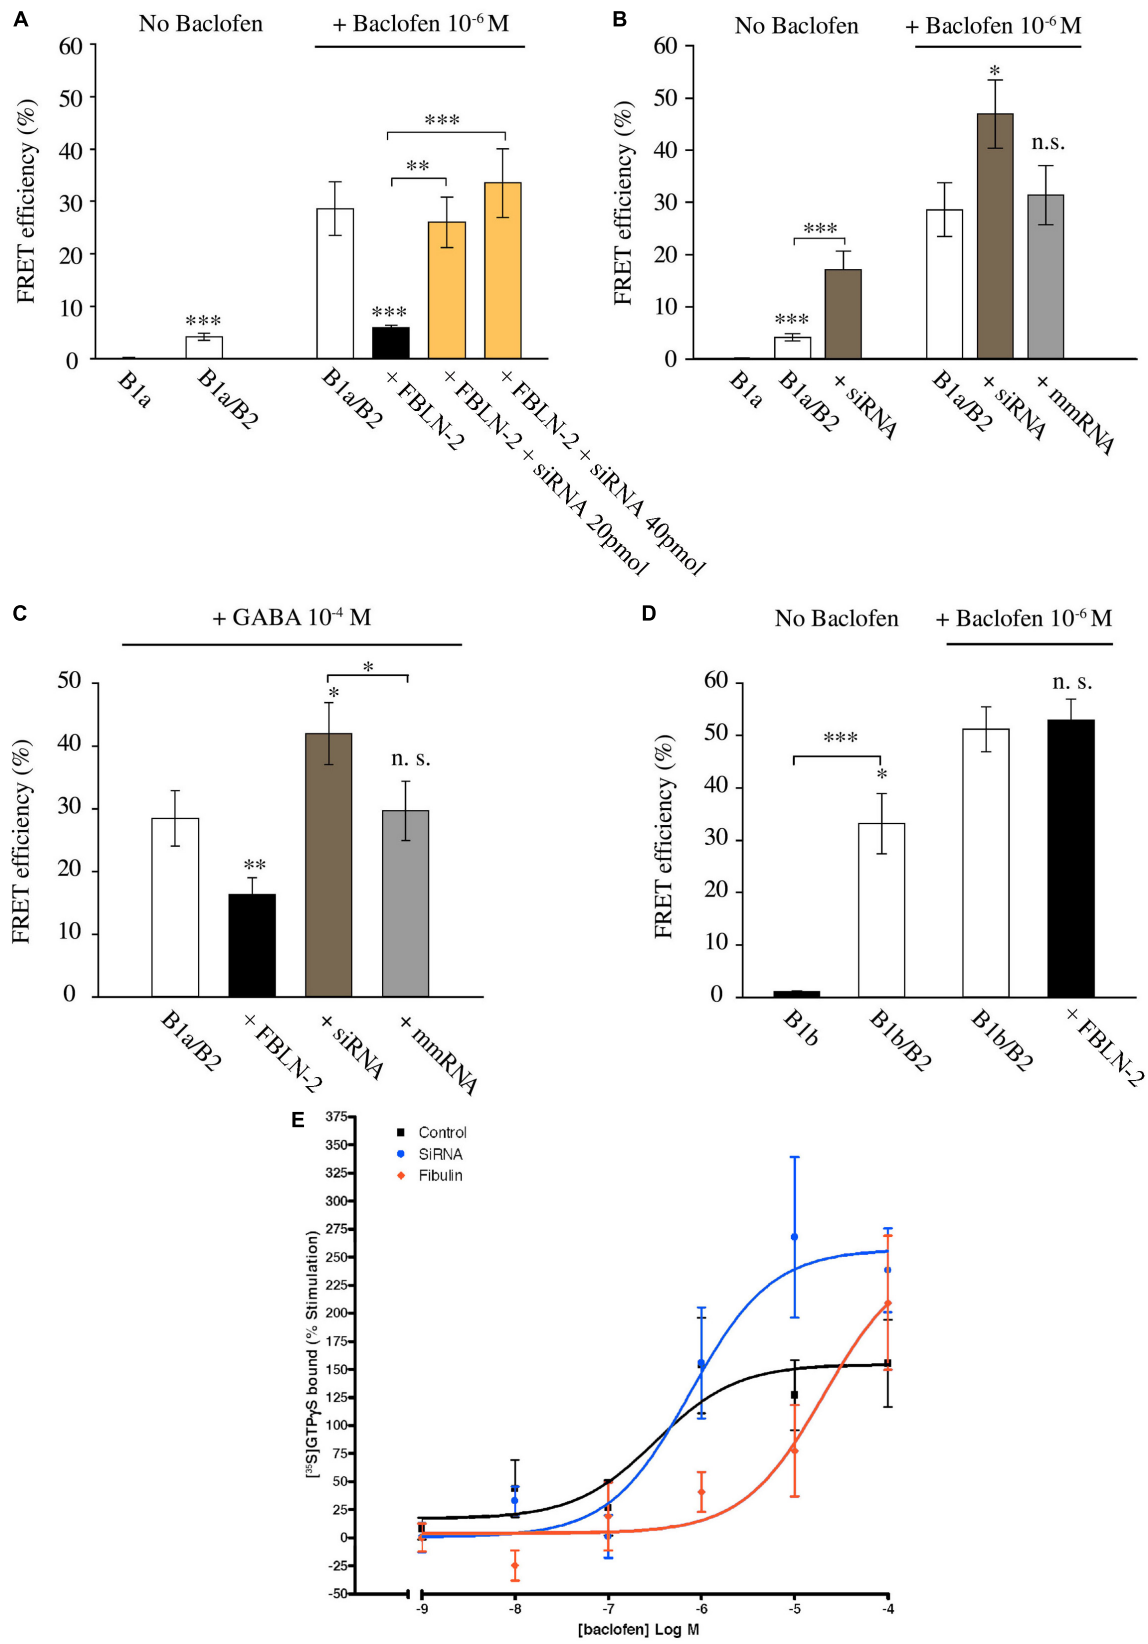 A
No Baclofen
+ Baclofen 10-6 M
FRET efficiency (%)
60
50
40
30
20
10
0
***
***
**
***
B1a
B1a/B2
B1a/B2
+ FBLN-2
+ FBLN-2 + siRNA 20pmol
+ FBLN-2 + siRNA 40pmol
B
No Baclofen
+ Baclofen 10-6 M
FRET efficiency (%)
60
50
40
30
20
10
0
***
***
*
n.s.
B1a
B1a/B2
+ siRNA
B1a/B2
+ siRNA
+ mmRNA
C
+ GABA 10-4 M
FRET efficiency (%)
50
40
30
20
10
0
**
*
*
n. s.
B1a/B2
+ FBLN-2
+ siRNA
+ mmRNA
D
No Baclofen
+ Baclofen 10-6 M
FRET efficiency (%)
60
50
40
30
20
10
0
***
*
n. s.
B1b
B1b/B2
B1b/B2
+ FBLN-2
E
[35S]GTPγS bound (% Stimulation)
375
350
325
300
275
250
225
200
175
150
125
100
75
50
25
0
-25
-50
Control
SiRNA
Fibulin
-9
-8
-7
-6
-5
-4
[baclofen] Log M